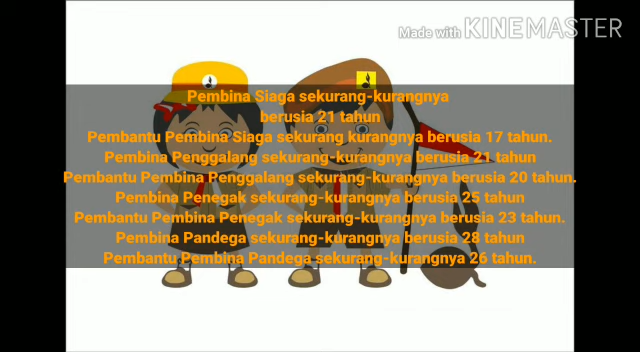 Made with KINEMASTER
Pembina Siaga sekurang-kurangnya
berusia 21 tahun
Pembantu Pembina Siaga sekurang kurangnya berusia 17 tahun.
Pembina Penggalang sekurang-kurangnya berusia 21 tahun
Pembantu Pembina Penggalang sekurang-kurangnya berusia 20 tahun.
Pembina Penegak sekurang-kurangnya berusia 25 tahun
Pembantu Pembina Penegak sekurang-kurangnya berusia 23 tahun.
Pembina Pandega sekurang-kurangnya berusia 28 tahun
Pembantu Pembina Pandega sekurang-kurangnya 26 tahun.